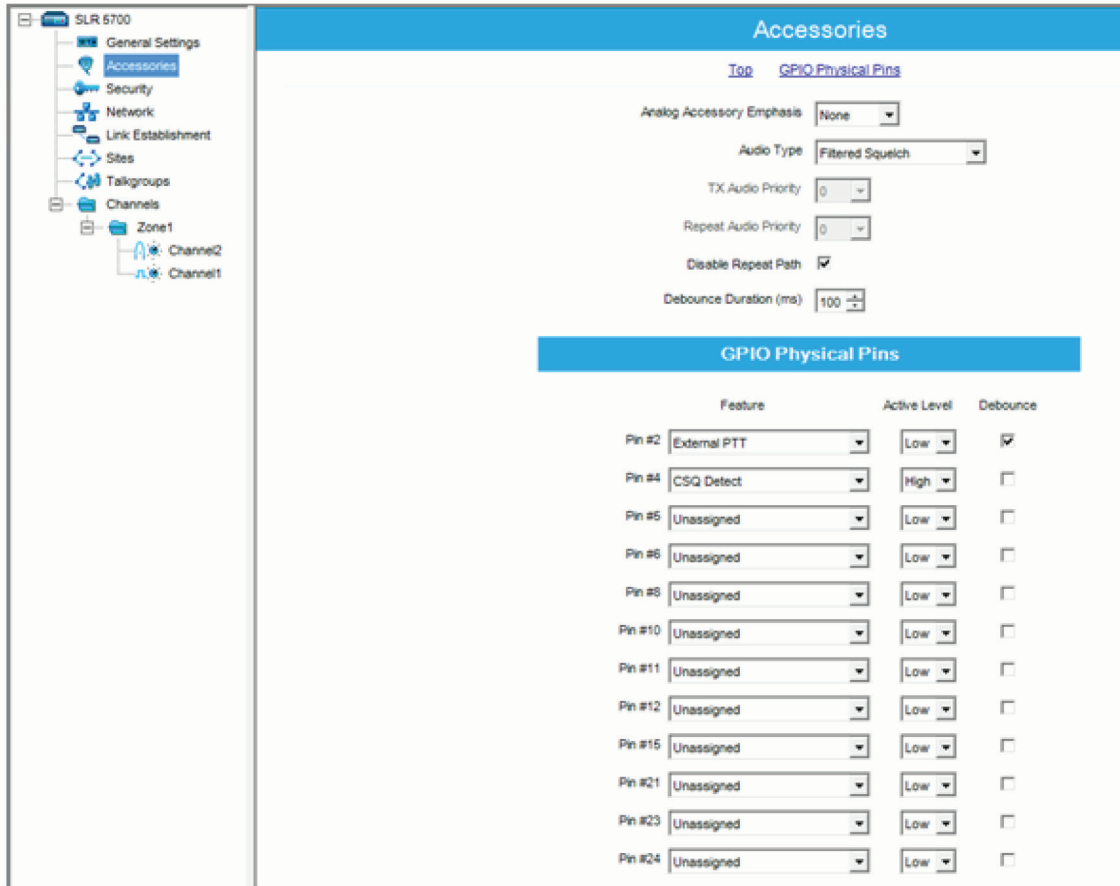 SLR 5700
General Settings
Accessories
Security
Network
Link Establishment
Sites
Talkgroups
Channels
Zone1
Channel2
Channel1
Accessories
Top GPIO Physical Pins
Analog Accessory Emphasis None
Audio Type Filtered Squelch
TX Audio Priority 0
Repeat Audio Priority 0
Disable Repeat Path
Debounce Duration (ms) 100
GPIO Physical Pins
Feature Active Level Debounce
Pin #2 External PTT Low
Pin #4 CSQ Detect High
Pin #5 Unassigned Low
Pin #6 Unassigned Low
Pin #8 Unassigned Low
Pin #10 Unassigned Low
Pin #11 Unassigned Low
Pin #12 Unassigned Low
Pin #15 Unassigned Low
Pin #21 Unassigned Low
Pin #23 Unassigned Low
Pin #24 Unassigned Low